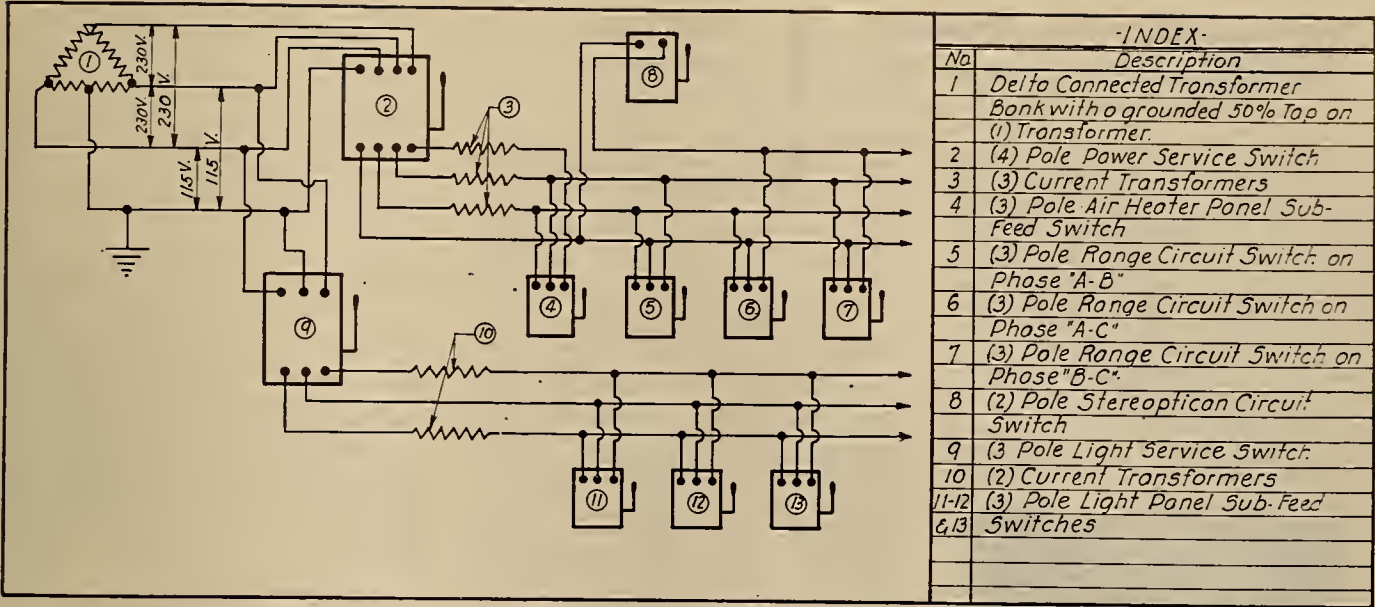 1
230V.
230 V.
230V.
115V.
115 V.
2
3
8
4
5
6
7
9
10
11
12
13
-INDEX-
No. Description
1 Delta Connected Transformer
Bank with a grounded 50% Tap on
(1) Transformer.
2 (4) Pole Power Service Switch
3 (3) Current Transformers
4 (3) Pole Air Heater Panel Sub-
Feed Switch
5 (3) Pole Range Circuit Switch on
Phase "A-B"
6 (3) Pole Range Circuit Switch on
Phase "A-C"
7 (3) Pole Range Circuit Switch on
Phase "B-C".
8 (2) Pole Stereoptican Circuit
Switch
9 (3 Pole Light Service Switch.
10 (2) Current Transformers
11-12 (3) Pole Light Panel Sub-Feed
&13 Switches